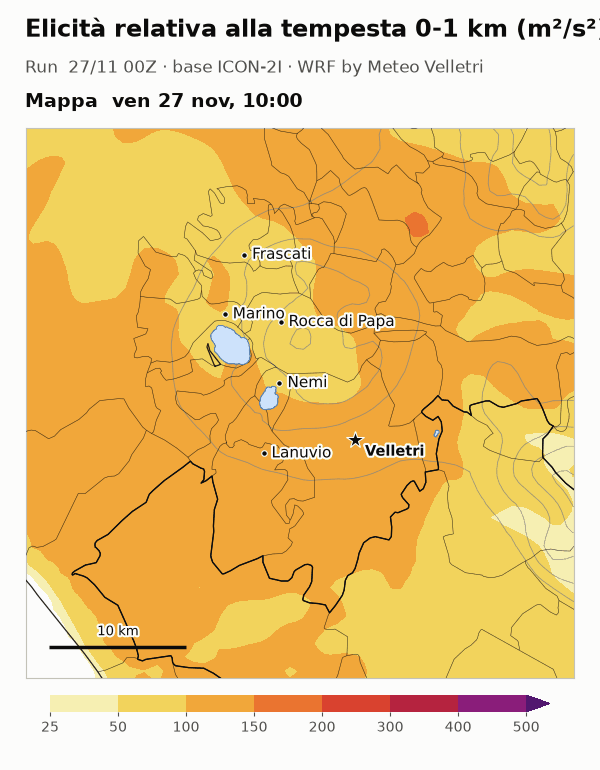 Elicità relativa alla tempesta 0-1 km (m²/s²)
Run 27/11 00Z · base ICON-2I · WRF by Meteo Velletri
Mappa ven 27 nov, 10:00
Frascati
Marino
Rocca di Papa
Nemi
Velletri
Lanuvio
10 km
25 50 100 150 200 300 400 500